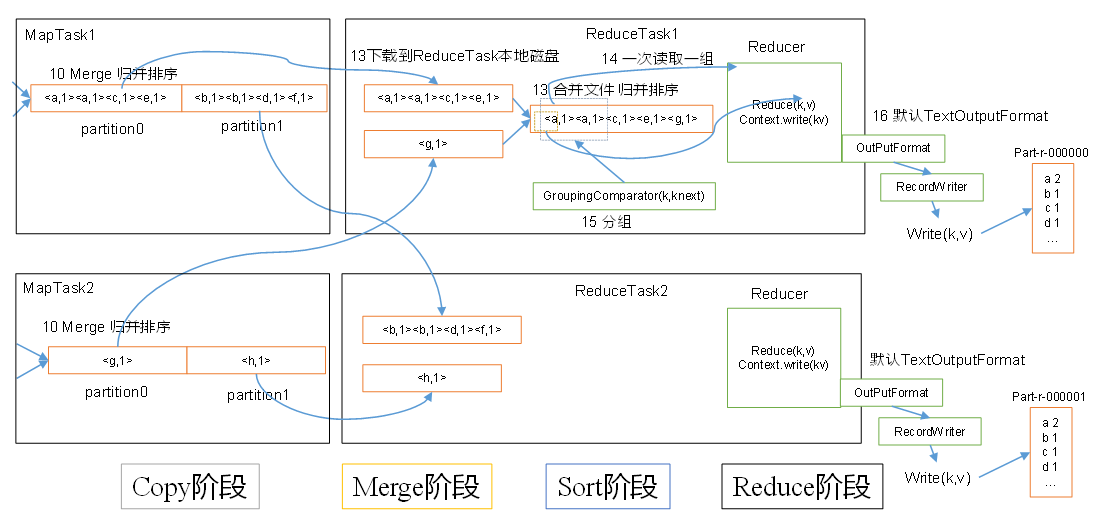 MapTask1
10 Merge 归并排序
<a,1><a,1><c,1><e,1>
<b,1><b,1><d,1><f,1>
partition0
partition1
ReduceTask1
13下载到ReduceTask本地磁盘
<a,1><a,1><c,1><e,1>
<g,1>
14 一次读取一组
13 合并文件 归并排序
<a,1><a,1><c,1><e,1><g,1>
GroupingComparator(k,knext)
15 分组
Reducer
Reduce(k,v)
Context.write(kv)
16 默认TextOutputFormat
OutPutFormat
RecordWriter
Write(k,v)
Part-r-000000
a 2
b 1
c 1
d 1
...
MapTask2
10 Merge 归并排序
<g,1>
<h,1>
partition0
partition1
ReduceTask2
<b,1><b,1><d,1><f,1>
<h,1>
Reducer
Reduce(k,v)
Context.write(kv)
默认TextOutputFormat
OutPutFormat
RecordWriter
Write(k,v)
Part-r-000001
a 2
b 1
c 1
d 1
...
Copy阶段
Merge阶段
Sort阶段
Reduce阶段